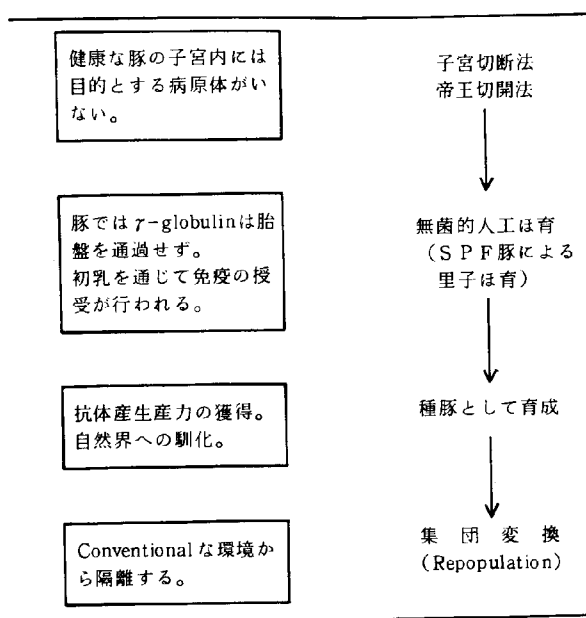 健康な豚の子宮内には
目的とする病原体がい
ない。
子宮切断法
帝王切開法
豚ではγ-globulinは胎
盤を通過せず。
初乳を通じて免疫の授
受が行われる。
無菌的人工ほ育
(SPF豚による
里子ほ育)
抗体産生産力の獲得。
自然界への馴化。
種豚として育成
Conventionalな環境か
ら隔離する。
集団変換
(Repopulation)